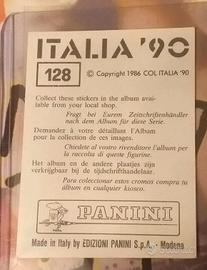 ITALIA '90
128
© Copyright 1986 COL ITALIA '90
Collect these stickers in the album available
from your local shop.
Fragt bei Eurem Zeitschriftenhändler
nach dem Album für diese Serie.
Demandez à votre détaillant l'Album
pour la collection de ces images.
Chiedete al vostro rivenditore l'album per
la raccolta di queste figurine.
Het album en de andere plaatjes zijn
verkrijgbaar bij de tijdschrifthandelaar.
Para coleccionar estos cromos compra tu
álbum en cualquier kiosco.
PANINI
Made in Italy by EDIZIONI PANINI S.p.A. - Modena
subito